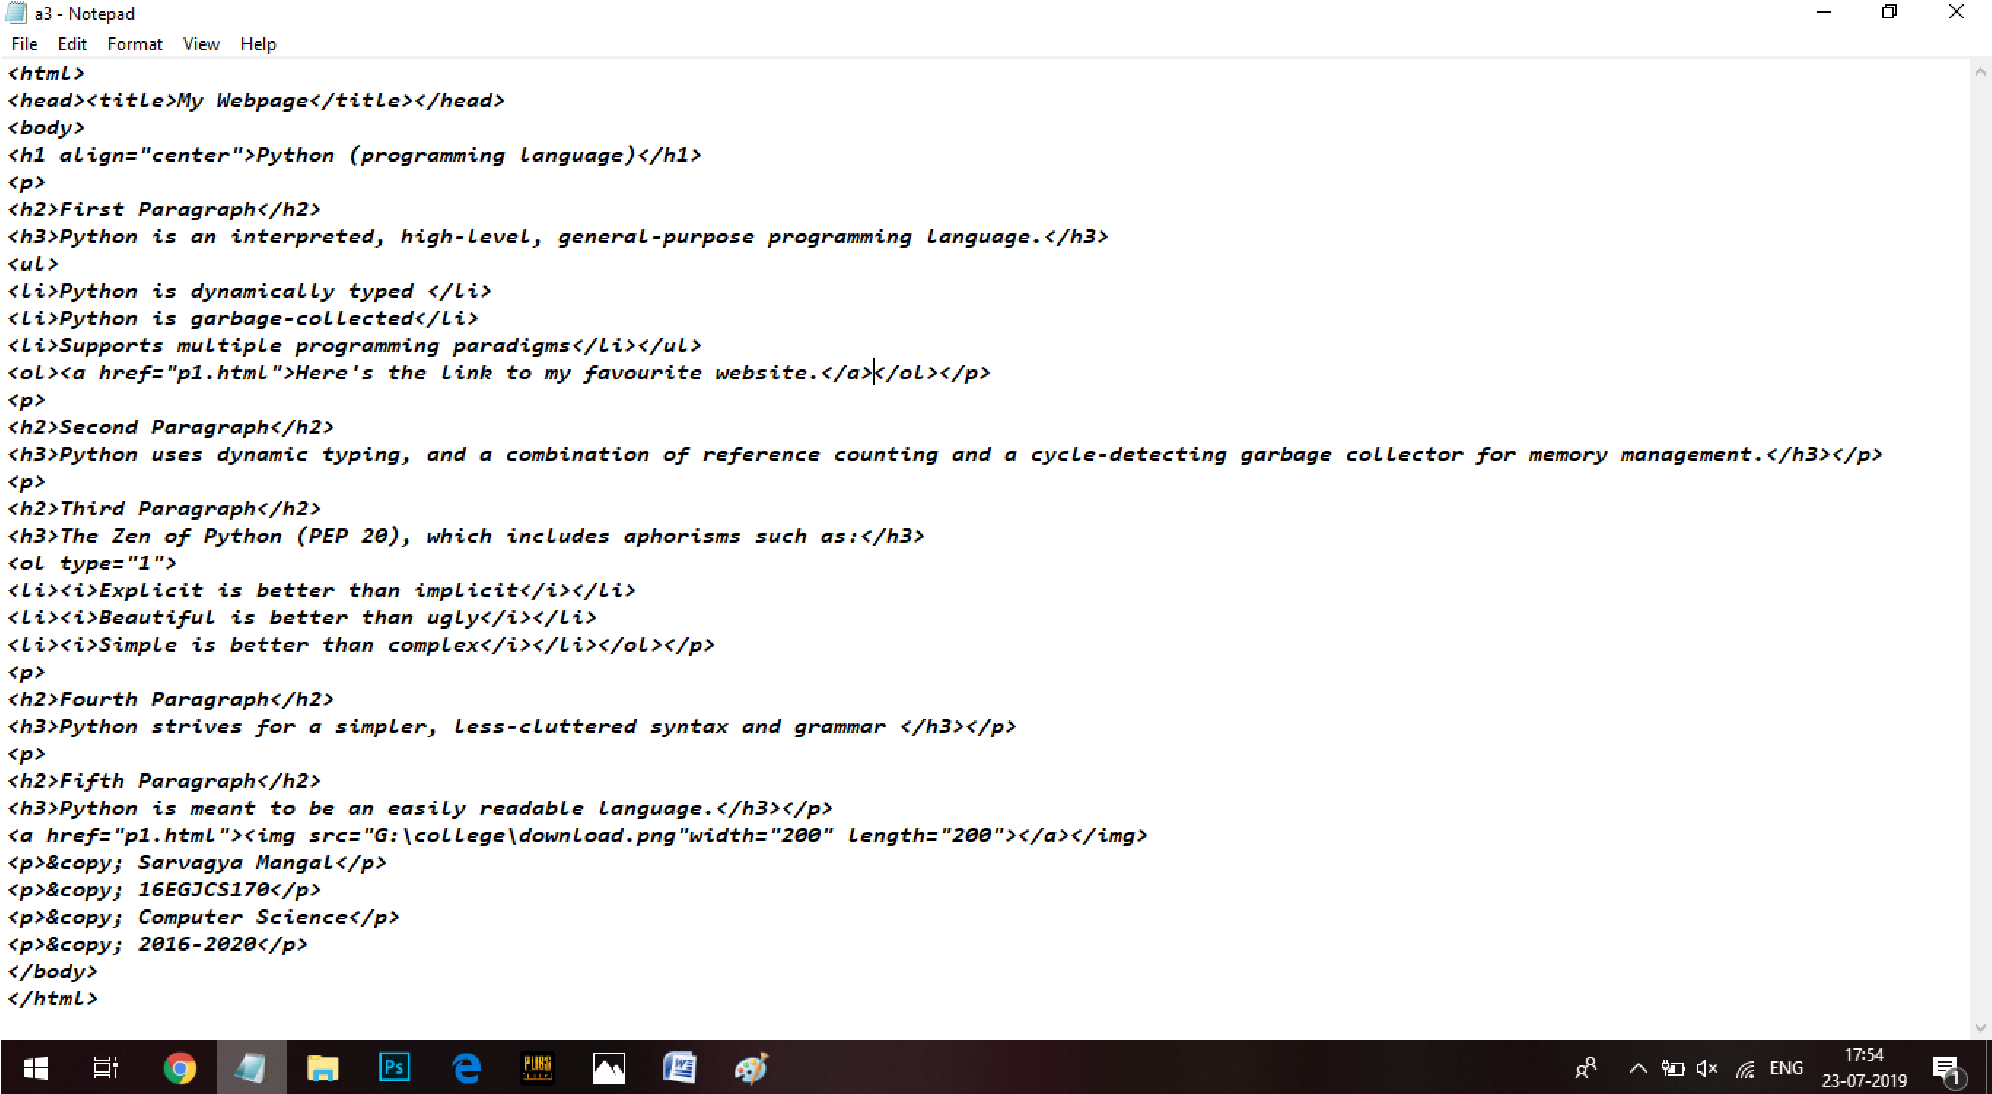 a3 - Notepad
File Edit Format View Help
<html>
<head><title>My Webpage</title></head>
<body>
<h1 align="center">Python (programming language)</h1>
<p>
<h2>First Paragraph</h2>
<h3>Python is an interpreted, high-level, general-purpose programming language.</h3>
<ul>
<li>Python is dynamically typed </li>
<li>Python is garbage-collected</li>
<li>Supports multiple programming paradigms</li></ul>
<ol><a href="p1.html">Here's the link to my favourite website.</a></ol></p>
<p>
<h2>Second Paragraph</h2>
<h3>Python uses dynamic typing, and a combination of reference counting and a cycle-detecting garbage collector for memory management.</h3></p>
<p>
<h2>Third Paragraph</h2>
<h3>The Zen of Python (PEP 20), which includes aphorisms such as:</h3>
<ol type="1">
<li><i>Explicit is better than implicit</i></li>
<li><i>Beautiful is better than ugly</i></li>
<li><i>Simple is better than complex</i></li></ol></p>
<p>
<h2>Fourth Paragraph</h2>
<h3>Python strives for a simpler, less-cluttered syntax and grammar </h3></p>
<p>
<h2>Fifth Paragraph</h2>
<h3>Python is meant to be an easily readable language.</h3></p>
<a href="p1.html"><img src="G:\college\download.png"width="200" length="200"></a></img>
<p>&copy; Sarvagya Mangal</p>
<p>&copy; 16EGJCS170</p>
<p>&copy; Computer Science</p>
<p>&copy; 2016-2020</p>
</body>
</html>
Ps
PUBG
W
ENG
17:54
23-07-2019
1